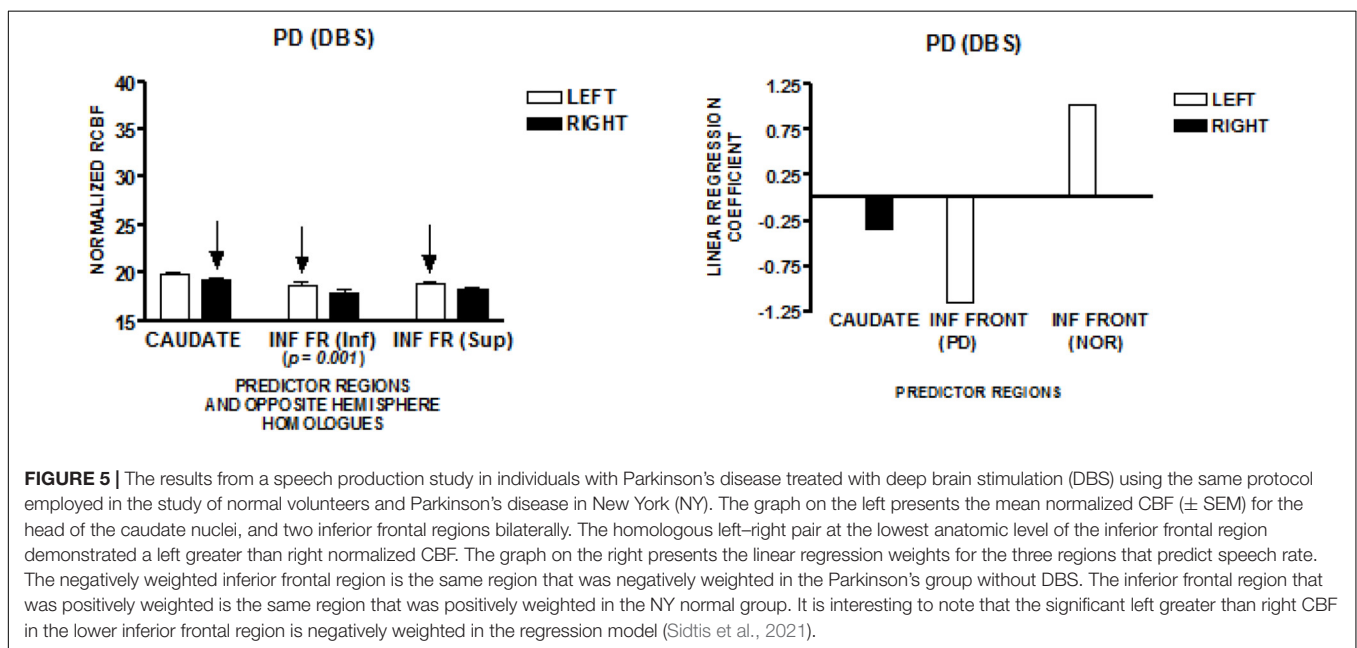 PD (DBS)
NORMALIZED RCBF
40
35
30
25
20
15
LEFT
RIGHT
CAUDATE INF FR (Inf) INF FR (Sup)
(p = 0.001)
PREDICTOR REGIONS
AND OPPOSITE HEMISPHERE
HOMOLOGUES
PD (DBS)
LINEAR REGRESSION
COEFFICIENT
1.25
0.75
0.25
-0.25
-0.75
-1.25
LEFT
RIGHT
CAUDATE INF FRONT INF FRONT
(PD) (NOR)
PREDICTOR REGIONS
FIGURE 5 | The results from a speech production study in individuals with Parkinson's disease treated with deep brain stimulation (DBS) using the same protocol
employed in the study of normal volunteers and Parkinson's disease in New York (NY). The graph on the left presents the mean normalized CBF (± SEM) for the
head of the caudate nuclei, and two inferior frontal regions bilaterally. The homologous left–right pair at the lowest anatomic level of the inferior frontal region
demonstrated a left greater than right normalized CBF. The graph on the right presents the linear regression weights for the three regions that predict speech rate.
The negatively weighted inferior frontal region is the same region that was negatively weighted in the Parkinson's group without DBS. The inferior frontal region that
was positively weighted is the same region that was positively weighted in the NY normal group. It is interesting to note that the significant left greater than right CBF
in the lower inferior frontal region is negatively weighted in the regression model (Sidtis et al., 2021).